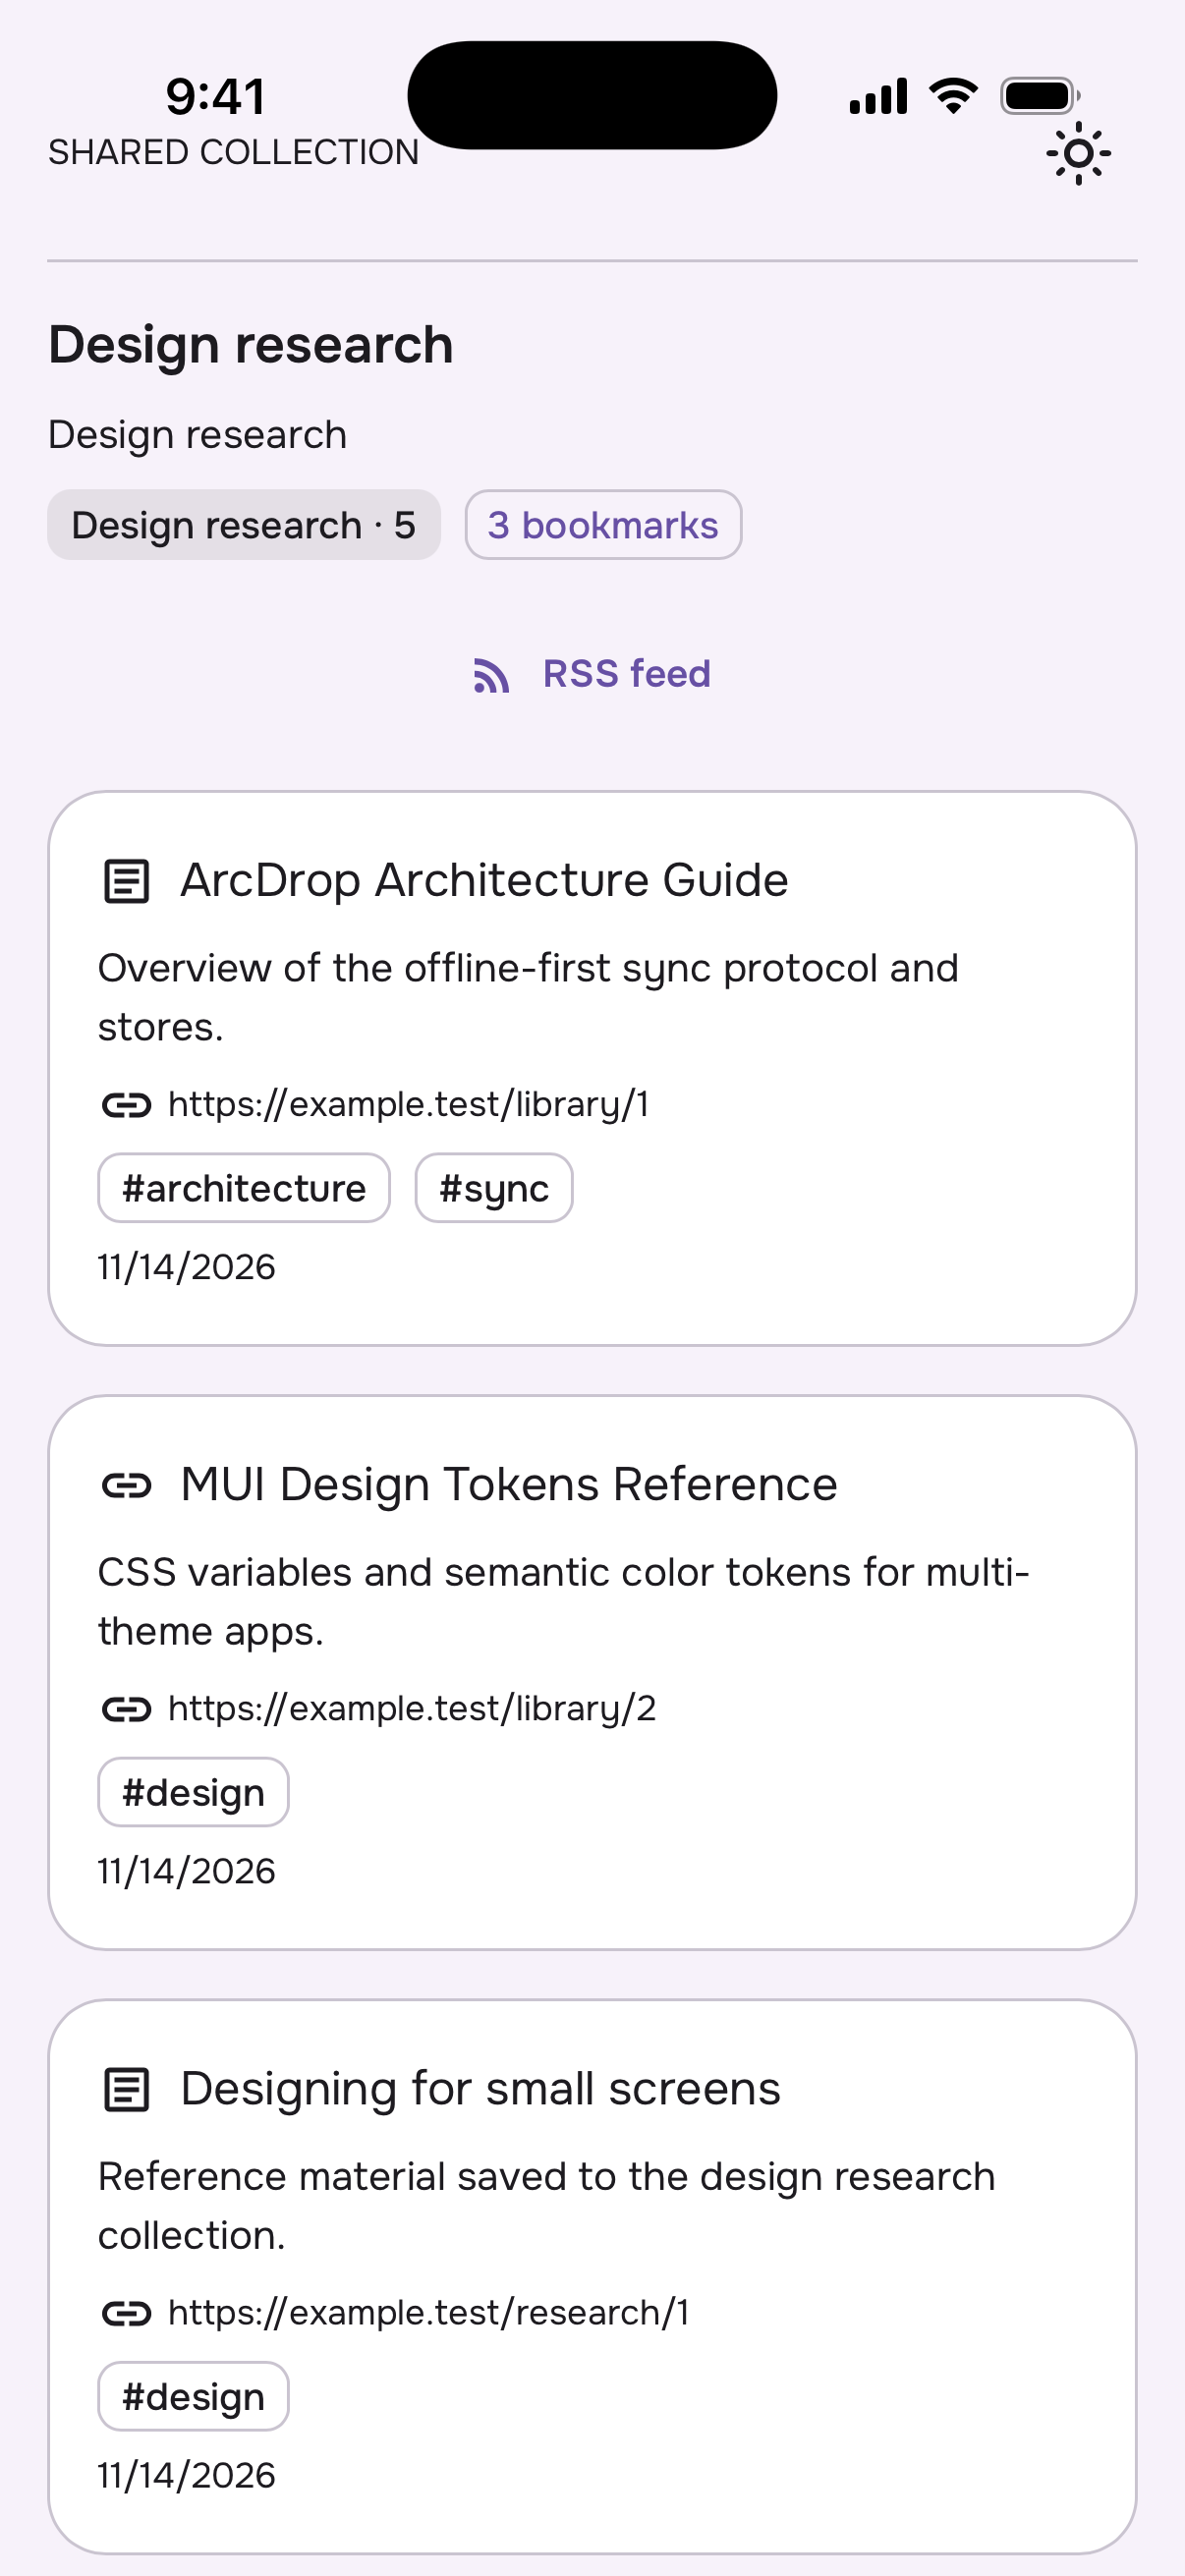 9:41
SHARED COLLECTION
Design research
Design research
Design research · 5
3 bookmarks
RSS feed
ArcDrop Architecture Guide
Overview of the offline-first sync protocol and
stores.
https://example.test/library/1
#architecture #sync
11/14/2026
MUI Design Tokens Reference
CSS variables and semantic color tokens for multi-
theme apps.
https://example.test/library/2
#design
11/14/2026
Designing for small screens
Reference material saved to the design research
collection.
https://example.test/research/1
#design
11/14/2026